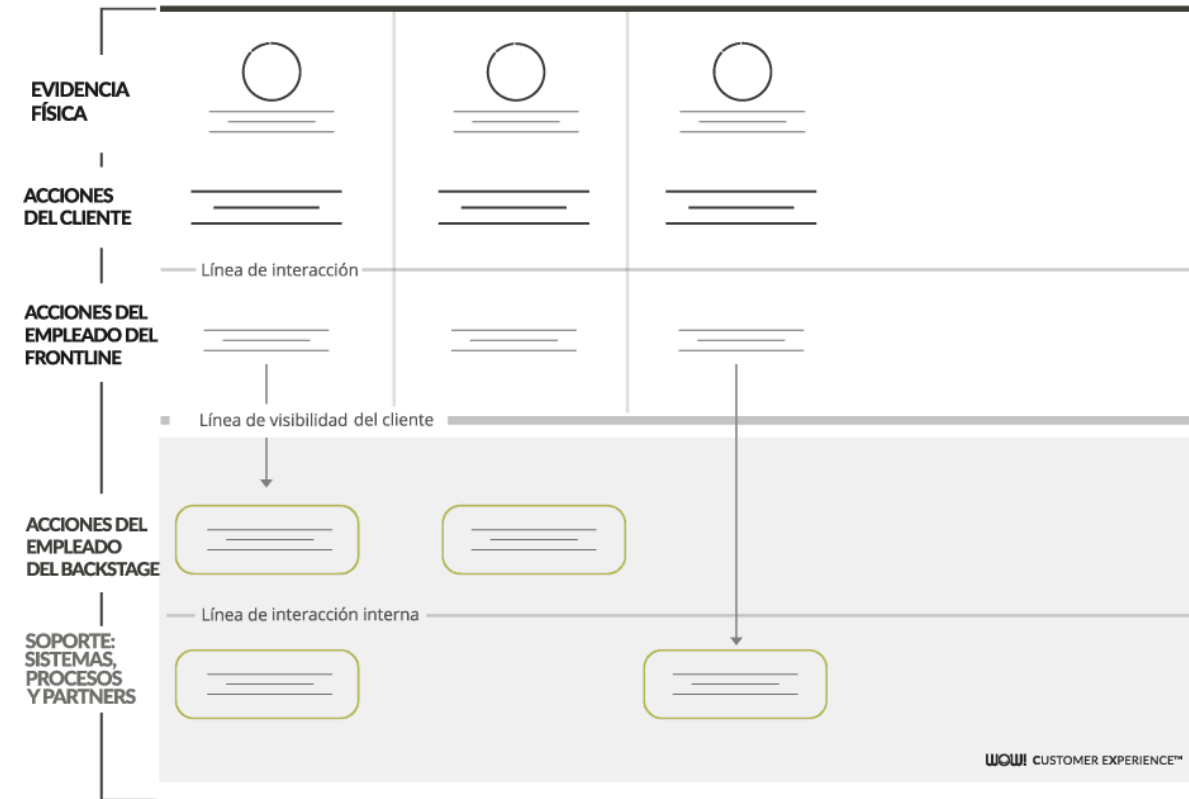 EVIDENCIA
FÍSICA
ACCIONES
DEL CLIENTE
Línea de interacción
ACCIONES DEL
EMPLEADO DEL
FRONTLINE
Línea de visibilidad del cliente
ACCIONES DEL
EMPLEADO
DEL BACKSTAGE
Línea de interacción interna
SOPORTE:
SISTEMAS,
PROCESOS
Y PARTNERS
WOW! CUSTOMER EXPERIENCE™